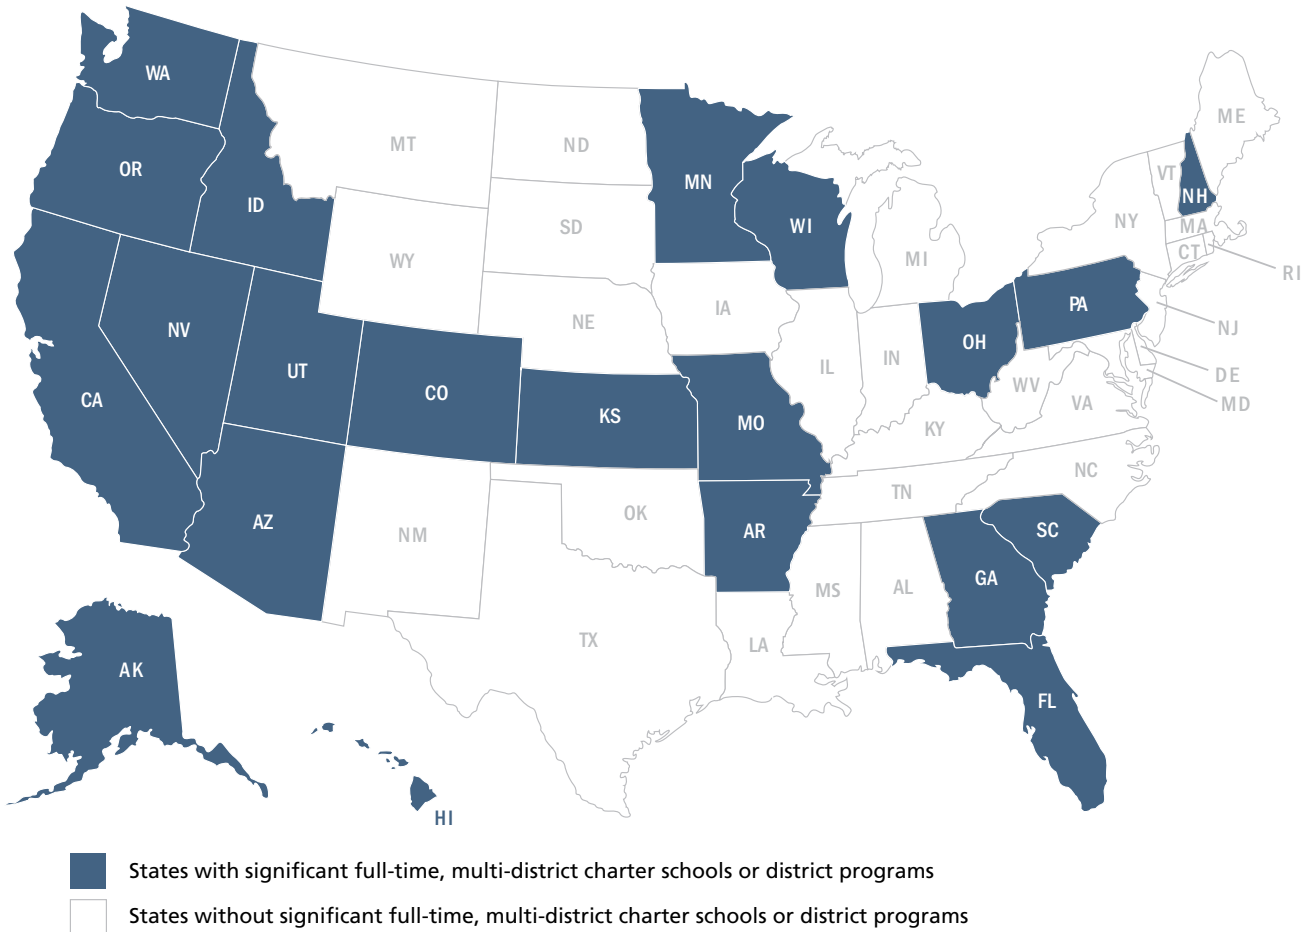 WA
MT
ND
ME
OR
ID
MN
VT
NH
SD
WI
NY
MA
WY
MI
CT
RI
NV
NE
IA
PA
NJ
UT
CO
IL
IN
OH
DE
CA
KS
MO
WV
VA
MD
KY
AZ
NM
OK
AR
TN
NC
SC
MS
AL
GA
TX
LA
AK
FL
HI
States with significant full-time, multi-district charter schools or district programs
States without significant full-time, multi-district charter schools or district programs